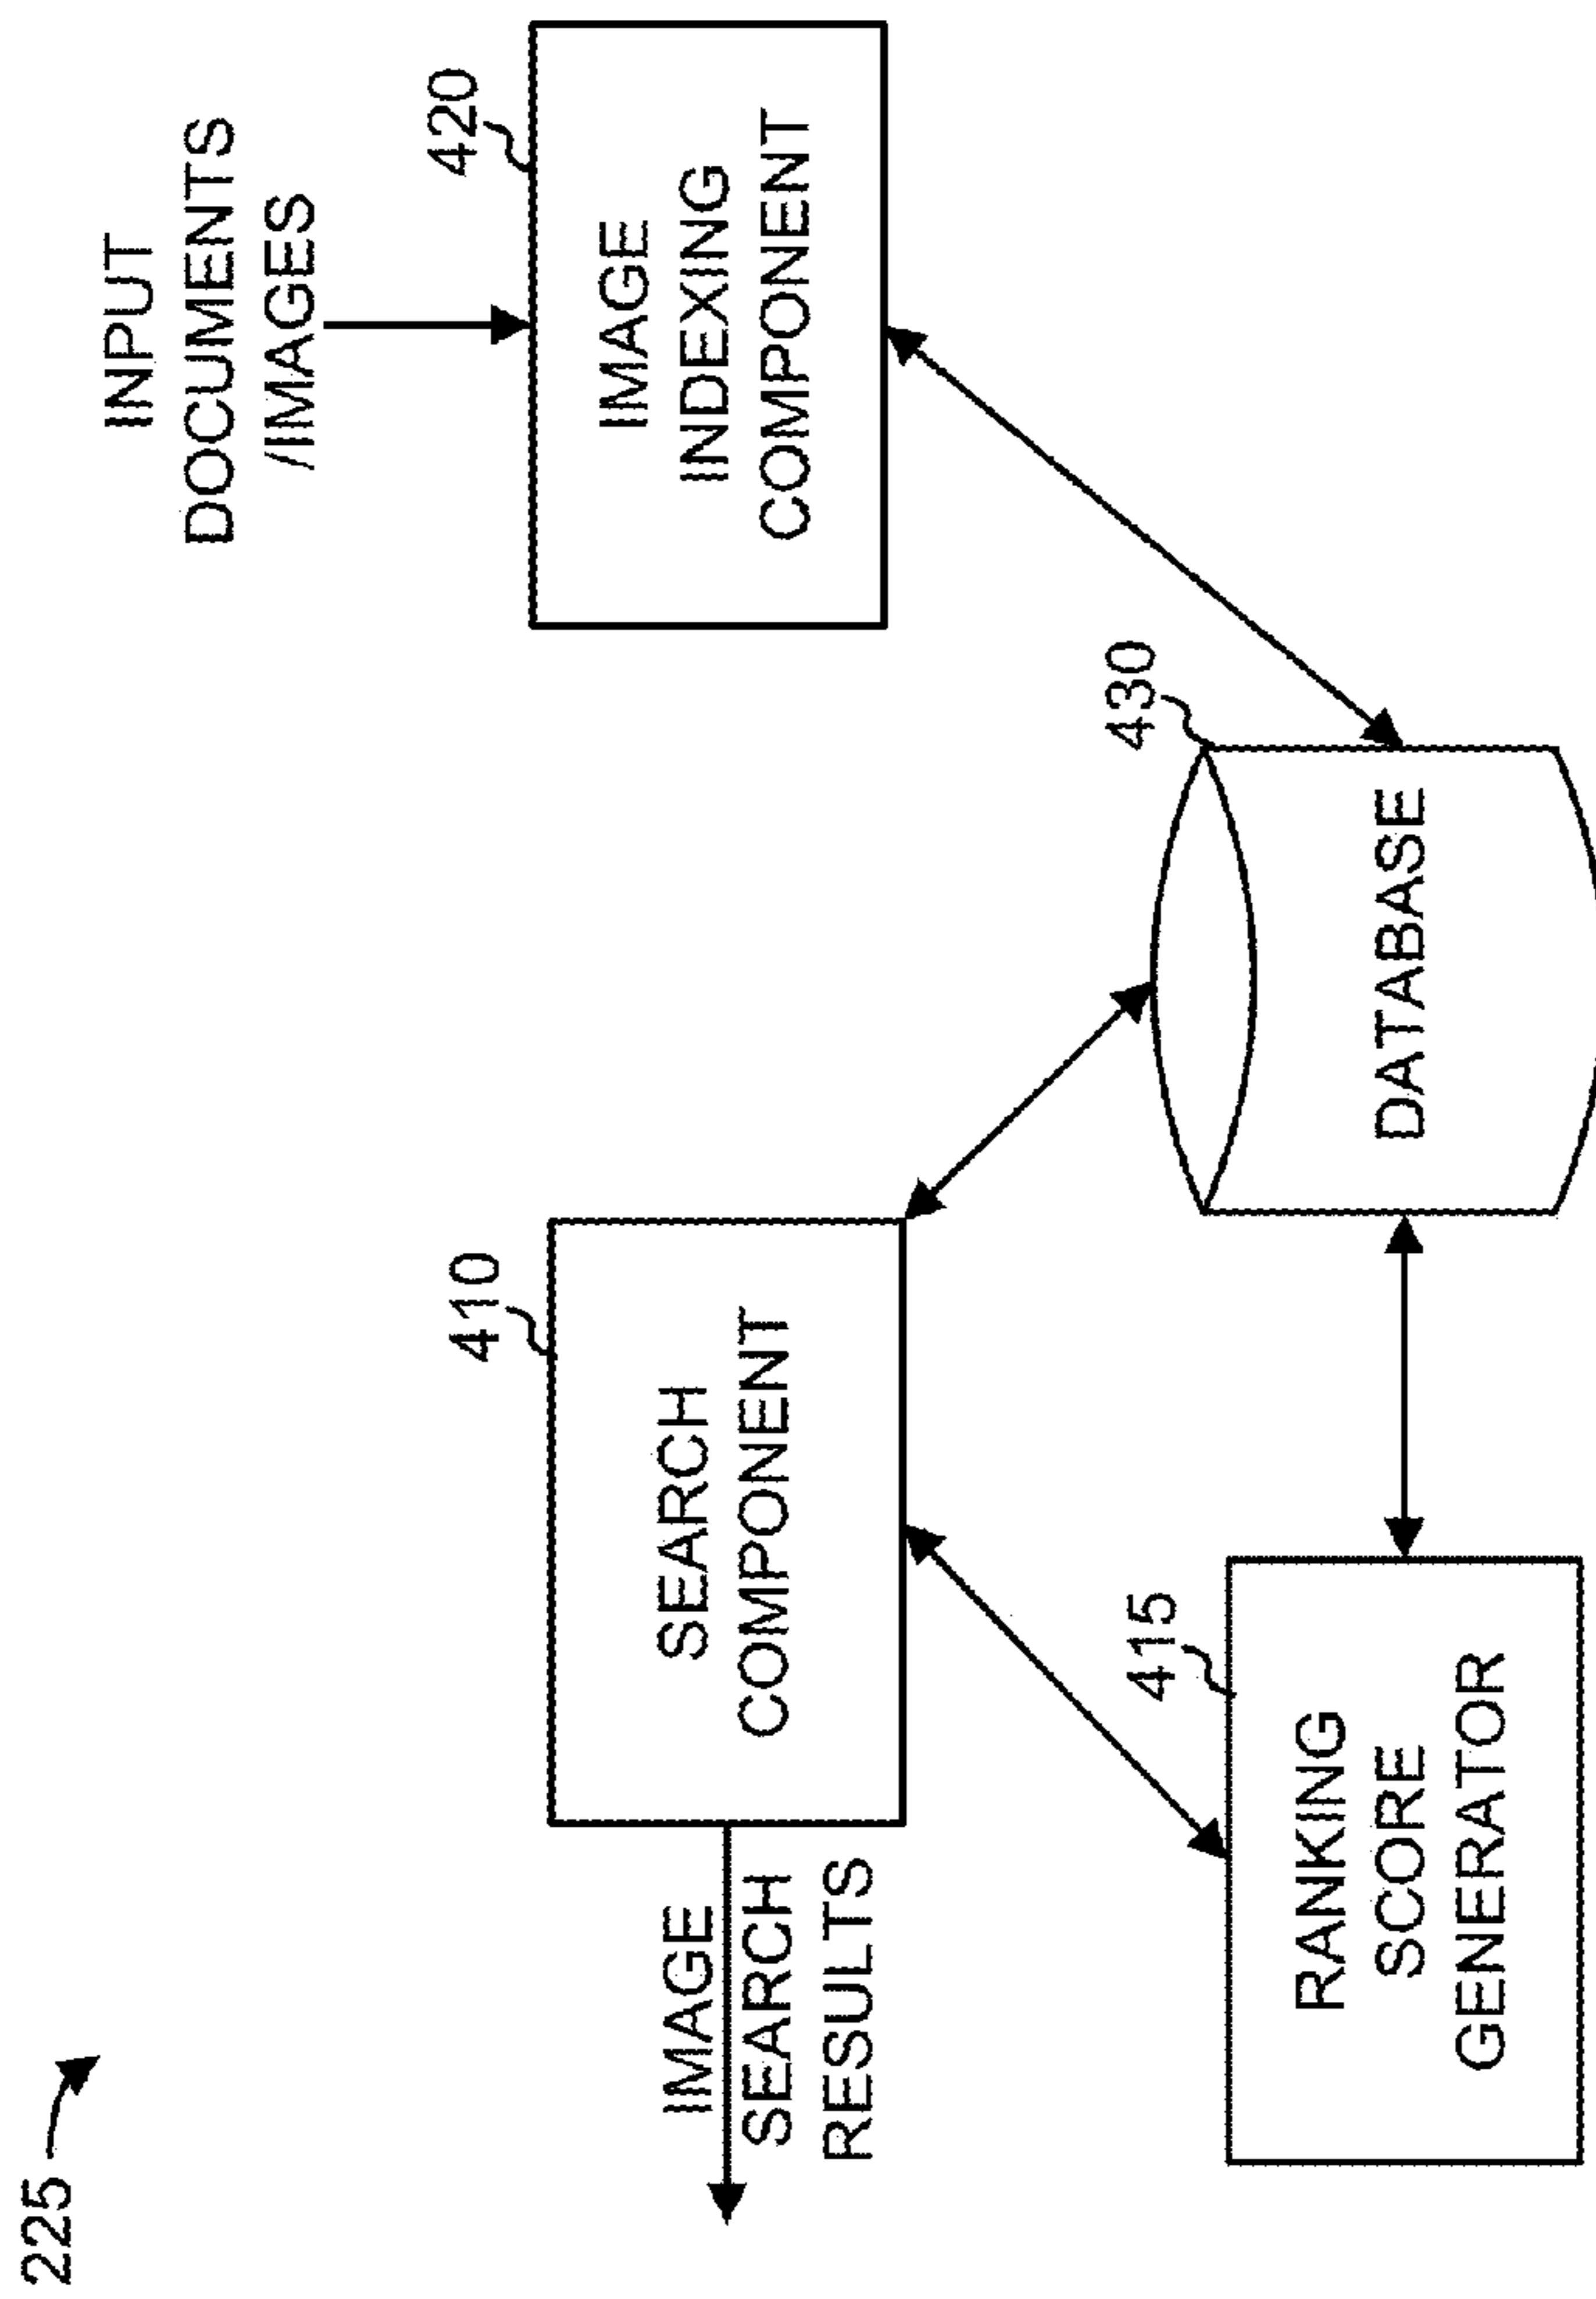 225
INPUT
DOCUMENTS
/IMAGES
420
IMAGE
INDEXING
COMPONENT
410
SEARCH
COMPONENT
IMAGE
SEARCH
RESULTS
430
DATABASE
415
RANKING
SCORE
GENERATOR